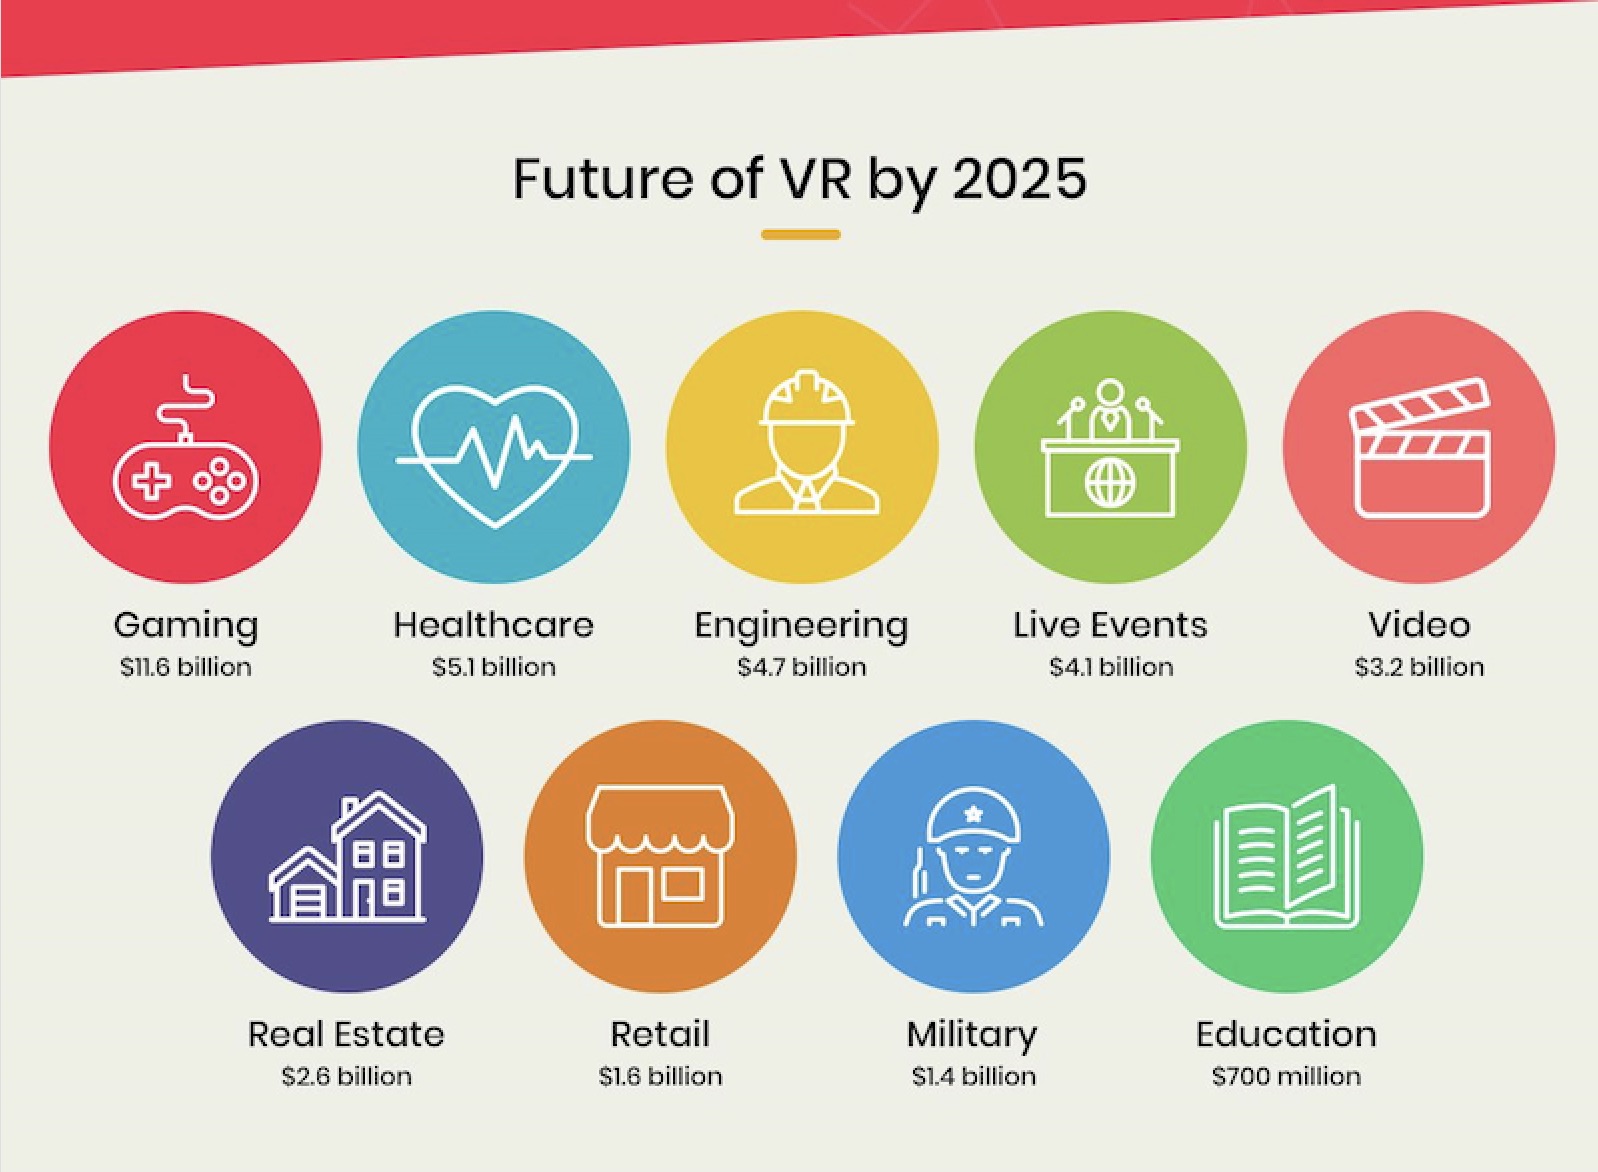 Future of VR by 2025
Gaming
$11.6 billion
Healthcare
$5.1 billion
Engineering
$4.7 billion
Live Events
$4.1 billion
Video
$3.2 billion
Real Estate
$2.6 billion
Retail
$1.6 billion
Military
$1.4 billion
Education
$700 million